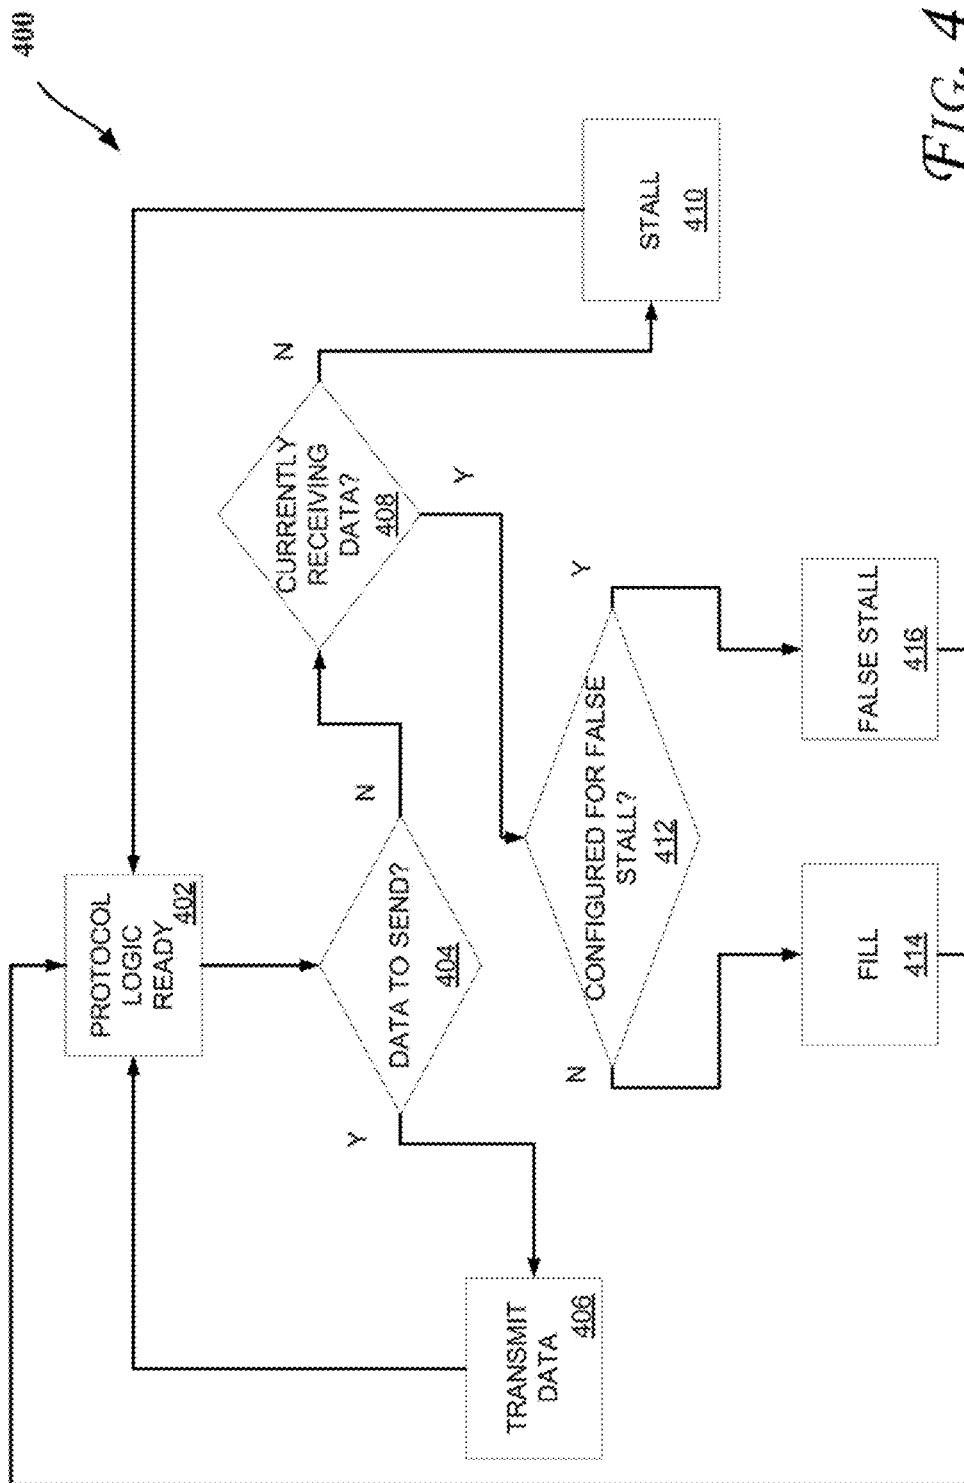 400
PROTOCOL
LOGIC
READY
402
DATA TO SEND?
404
Y
N
TRANSMIT
DATA
406
CURRENTLY
RECEIVING
DATA?
408
N
Y
STALL
410
CONFIGURED FOR FALSE
STALL?
412
N
Y
FILL
414
FALSE STALL
416
FIG. 4